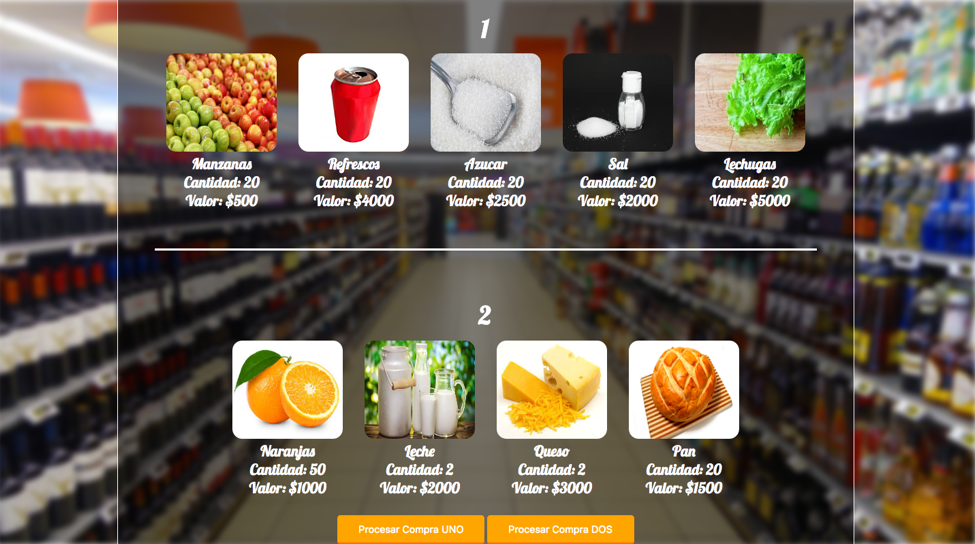 1
Manzanas Refrescos Azucar Sal Lechugas
Cantidad: 20 Cantidad: 20 Cantidad: 20 Cantidad: 20 Cantidad: 20
Valor: $500 Valor: $4000 Valor: $2500 Valor: $2000 Valor: $5000
2
Naranjas Leche Queso Pan
Cantidad: 50 Cantidad: 2 Cantidad: 2 Cantidad: 20
Valor: $1000 Valor: $2000 Valor: $3000 Valor: $1500
Procesar Compra UNO Procesar Compra DOS